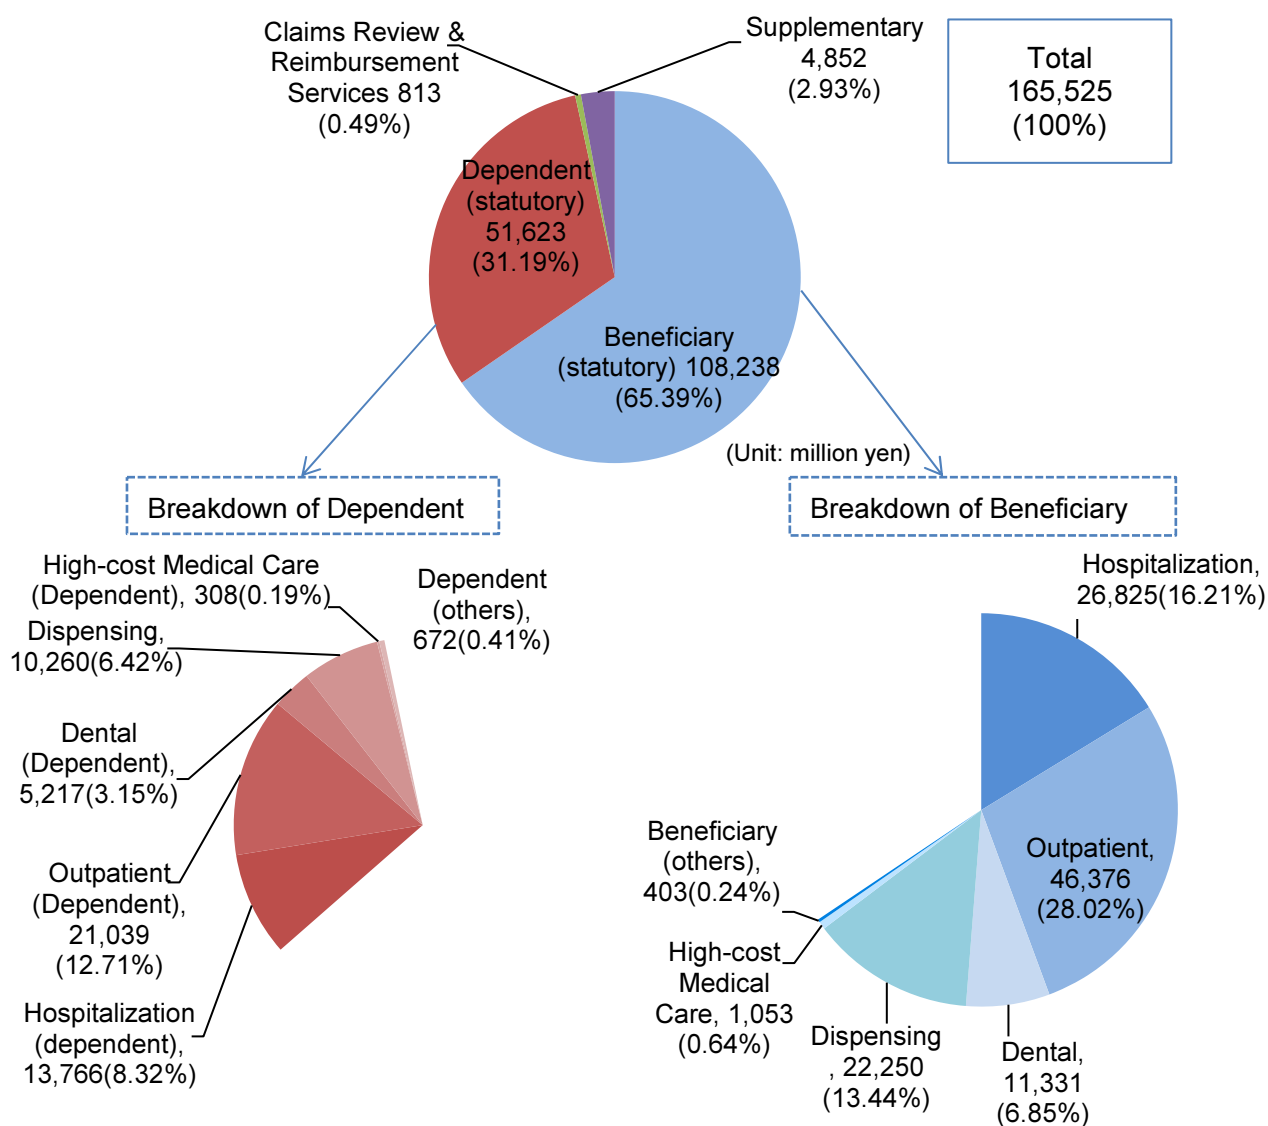 Claims Review &
Reimbursement
Services 813
(0.49%)
Supplementary
4,852
(2.93%)
Total
165,525
(100%)
Dependent
(statutory)
51,623
(31.19%)
Beneficiary
(statutory) 108,238
(65.39%)
(Unit: million yen)
Breakdown of Dependent
Breakdown of Beneficiary
High-cost Medical Care
(Dependent), 308(0.19%)
Dependent
(others),
672(0.41%)
Dispensing,
10,260(6.42%)
Dental
(Dependent),
5,217(3.15%)
Outpatient
(Dependent),
21,039
(12.71%)
Hospitalization
(dependent),
13,766(8.32%)
Hospitalization,
26,825(16.21%)
Outpatient,
46,376
(28.02%)
Beneficiary
(others),
403(0.24%)
High-cost
Medical
Care, 1,053
(0.64%)
Dispensing
, 22,250
(13.44%)
Dental,
11,331
(6.85%)